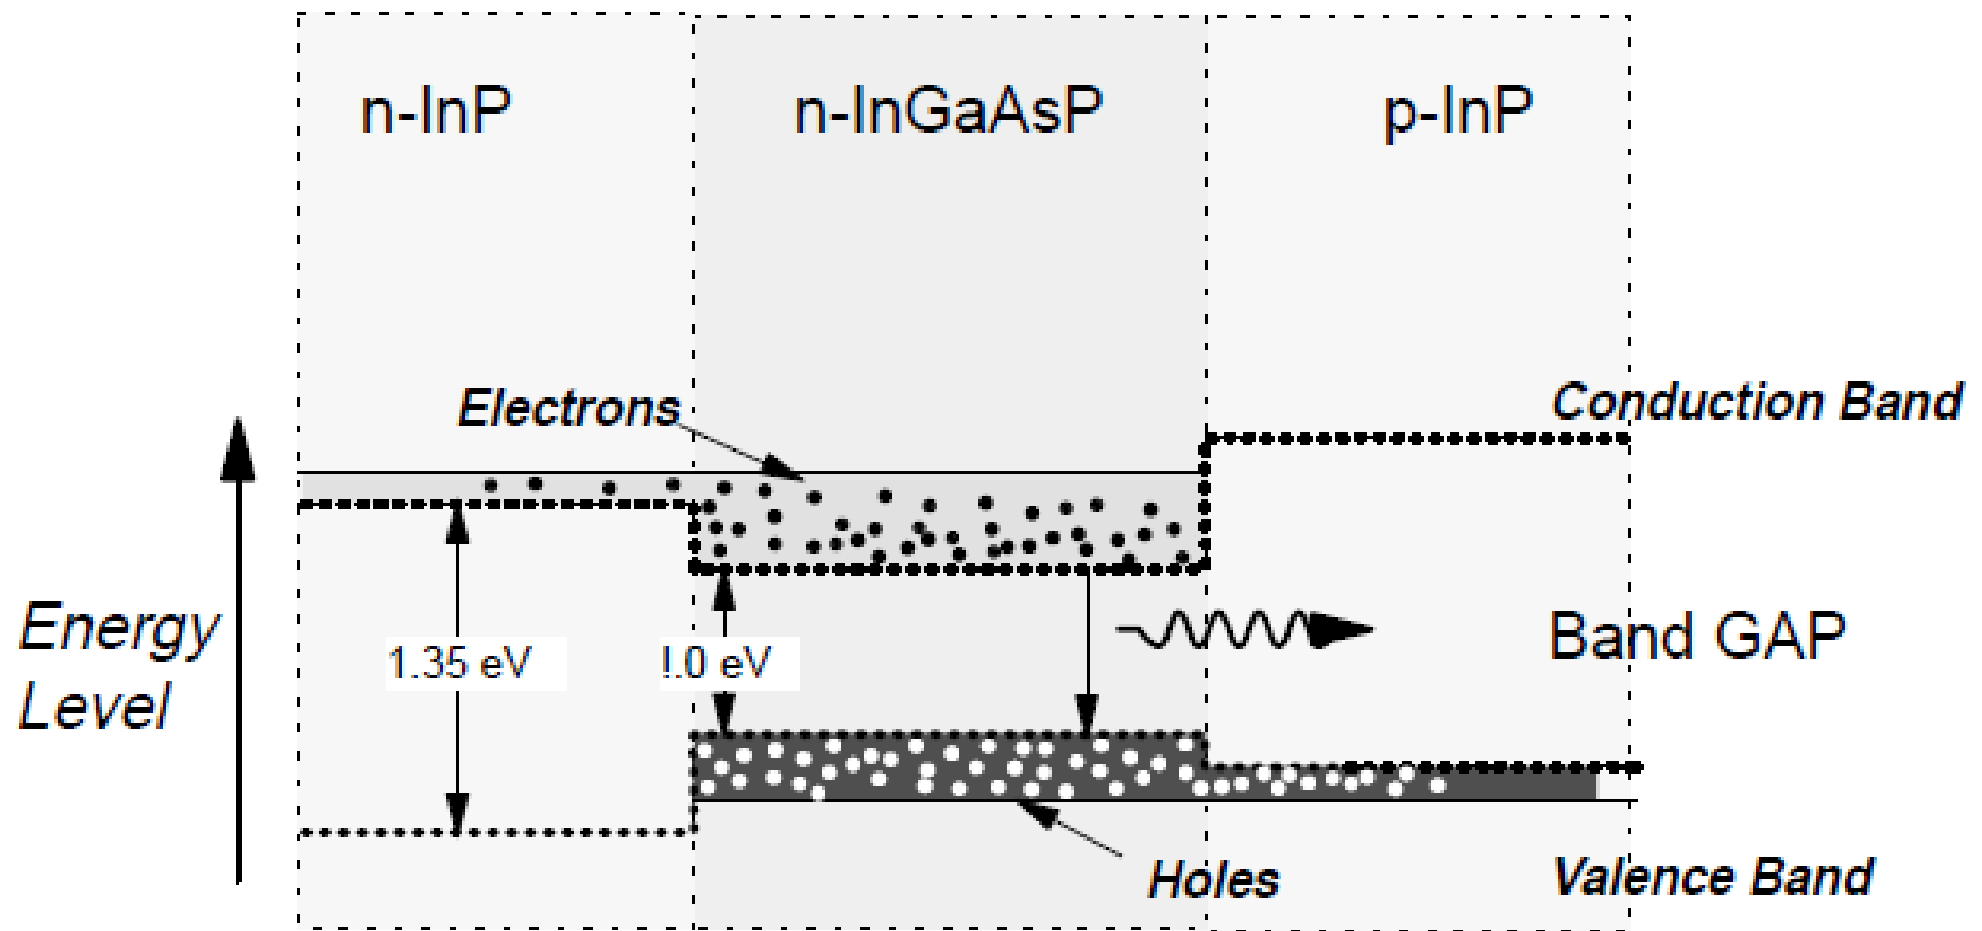 n-InP
n-InGaAsP
p-InP
Electrons
Conduction Band
Energy
Level
1.35 eV
!.0 eV
Band GAP
Holes
Valence Band